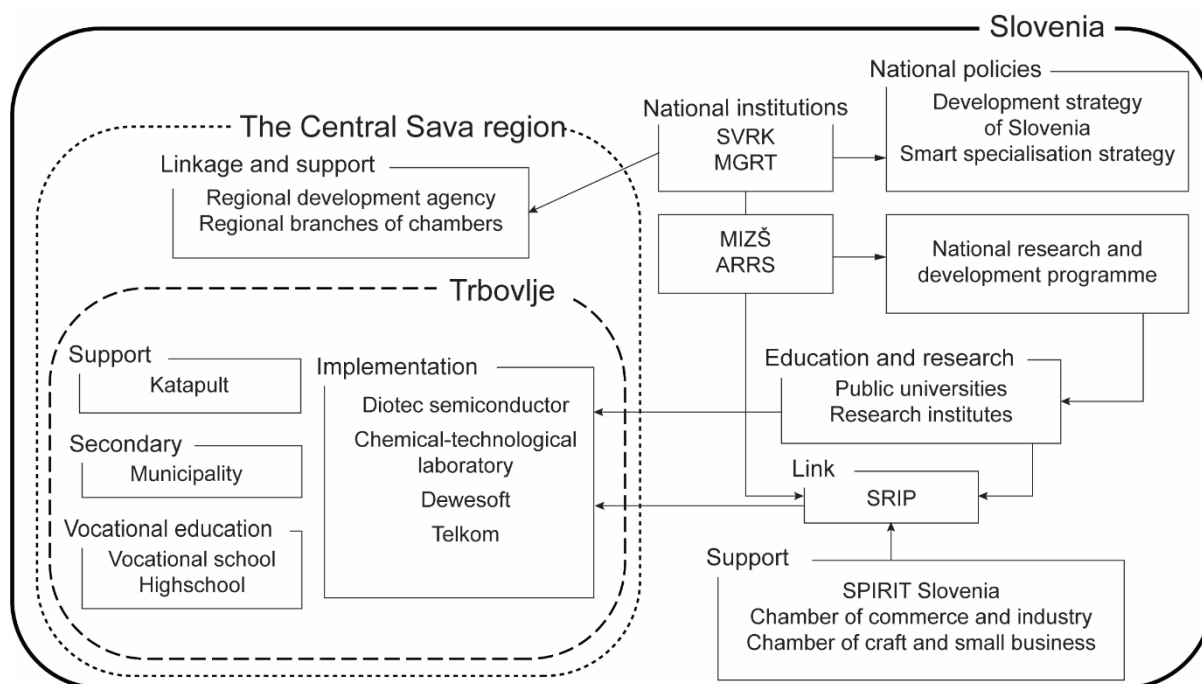 Slovenia
National policies
Development strategy
of Slovenia
Smart specialisation strategy
National institutions
SVRK
MGRT
The Central Sava region
Linkage and support
Regional development agency
Regional branches of chambers
MIZŠ
ARRS
National research and
development programme
Trbovlje
Support
Katapult
Implementation
Diotec semiconductor
Chemical-technological
laboratory
Dewesoft
Telkom
Secondary
Municipality
Vocational education
Vocational school
Highschool
Education and research
Public universities
Research institutes
Link
SRIP
Support
SPIRIT Slovenia
Chamber of commerce and industry
Chamber of craft and small business